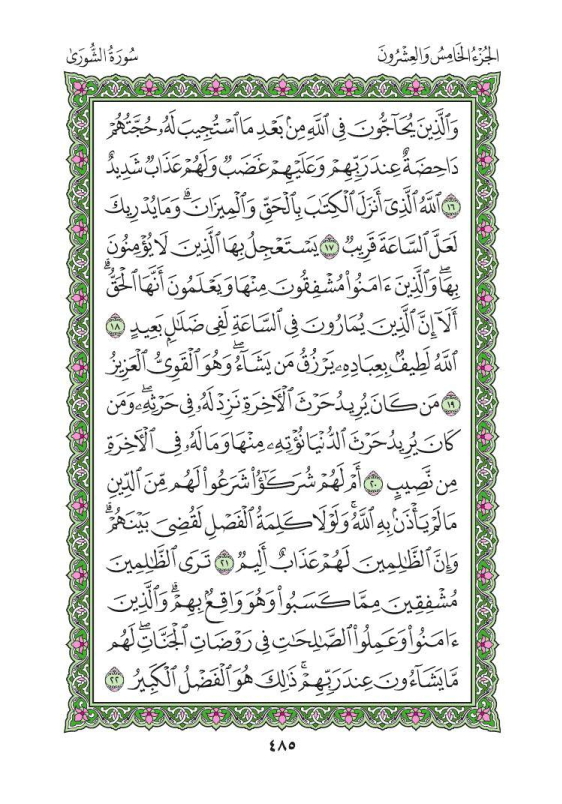 الجُزْءُ الخَامِسُ وَالعِشْرُونَ
سُورَةُ الشُّورَىٰ
وَٱلَّذِينَ يُحَآجُّونَ فِى ٱللَّهِ مِنۢ بَعْدِ مَا ٱسْتُجِيبَ لَهُۥ حُجَّتُهُمْ
دَاحِضَةٌ عِندَ رَبِّهِمْ وَعَلَيْهِمْ غَضَبٌ وَلَهُمْ عَذَابٌ شَدِيدٌ
١٦ ٱللَّهُ ٱلَّذِىٓ أَنزَلَ ٱلْكِتَٰبَ بِٱلْحَقِّ وَٱلْمِيزَانَ ۗ وَمَا يُدْرِيكَ
لَعَلَّ ٱلسَّاعَةَ قَرِيبٌ ١٧ يَسْتَعْجِلُ بِهَا ٱلَّذِينَ لَا يُؤْمِنُونَ
بِهَا ۖ وَٱلَّذِينَ ءَامَنُوا۟ مُشْفِقُونَ مِنْهَا وَيَعْلَمُونَ أَنَّهَا ٱلْحَقُّ ۗ
أَلَآ إِنَّ ٱلَّذِينَ يُمَارُونَ فِى ٱلسَّاعَةِ لَفِى ضَلَٰلٍۭ بَعِيدٍ ١٨
ٱللَّهُ لَطِيفٌۢ بِعِبَادِهِۦ يَرْزُقُ مَن يَشَآءُ ۖ وَهُوَ ٱلْقَوِىُّ ٱلْعَزِيزُ
١٩ مَن كَانَ يُرِيدُ حَرْثَ ٱلْءَاخِرَةِ نَزِدْ لَهُۥ فِى حَرْثِهِۦ ۖ وَمَن
كَانَ يُرِيدُ حَرْثَ ٱلدُّنْيَا نُؤْتِهِۦ مِنْهَا وَمَا لَهُۥ فِى ٱلْءَاخِرَةِ
مِن نَّصِيبٍ ٢٠ أَمْ لَهُمْ شُرَكَٰٓؤُا۟ شَرَعُوا۟ لَهُم مِّنَ ٱلدِّينِ
مَا لَمْ يَأْذَنۢ بِهِ ٱللَّهُ ۚ وَلَوْلَا كَلِمَةُ ٱلْفَصْلِ لَقُضِىَ بَيْنَهُمْ ۗ
وَإِنَّ ٱلظَّٰلِمِينَ لَهُمْ عَذَابٌ أَلِيمٌ ٢١ تَرَى ٱلظَّٰلِمِينَ
مُشْفِقِينَ مِمَّا كَسَبُوا۟ وَهُوَ وَاقِعٌۢ بِهِمْ ۗ وَٱلَّذِينَ
ءَامَنُوا۟ وَعَمِلُوا۟ ٱلصَّٰلِحَٰتِ فِى رَوْضَاتِ ٱلْجَنَّاتِ ۖ لَهُم
مَّا يَشَآءُونَ عِندَ رَبِّهِمْ ۚ ذَٰلِكَ هُوَ ٱلْفَضْلُ ٱلْكَبِيرُ ٢٢
٤٨٥